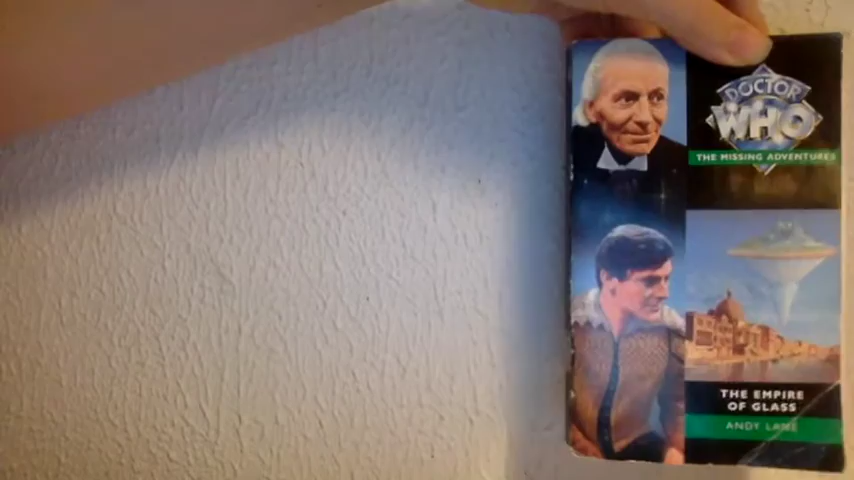 DOCTOR
WHO
THE MISSING ADVENTURES
THE EMPIRE
OF GLASS
ANDY LANE